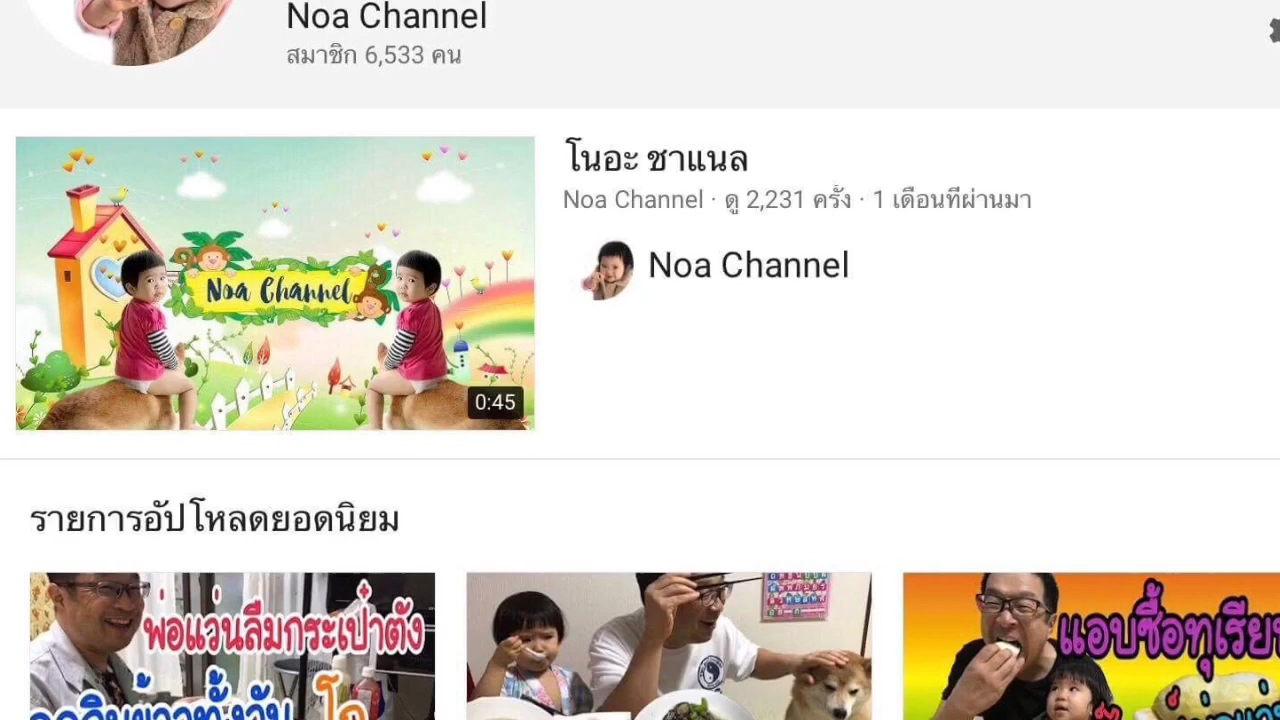 Noa Channel
สมาชิก 6,533 คน
Noa Channel
0:45
โนอะ ชาแนล
Noa Channel · ดู 2,231 ครั้ง · 1 เดือนที่ผ่านมา
Noa Channel
รายการอัปโหลดยอดนิยม
พ่อแว่นลืมกระเป๋าตัง
แอบซื้อทุเรียน